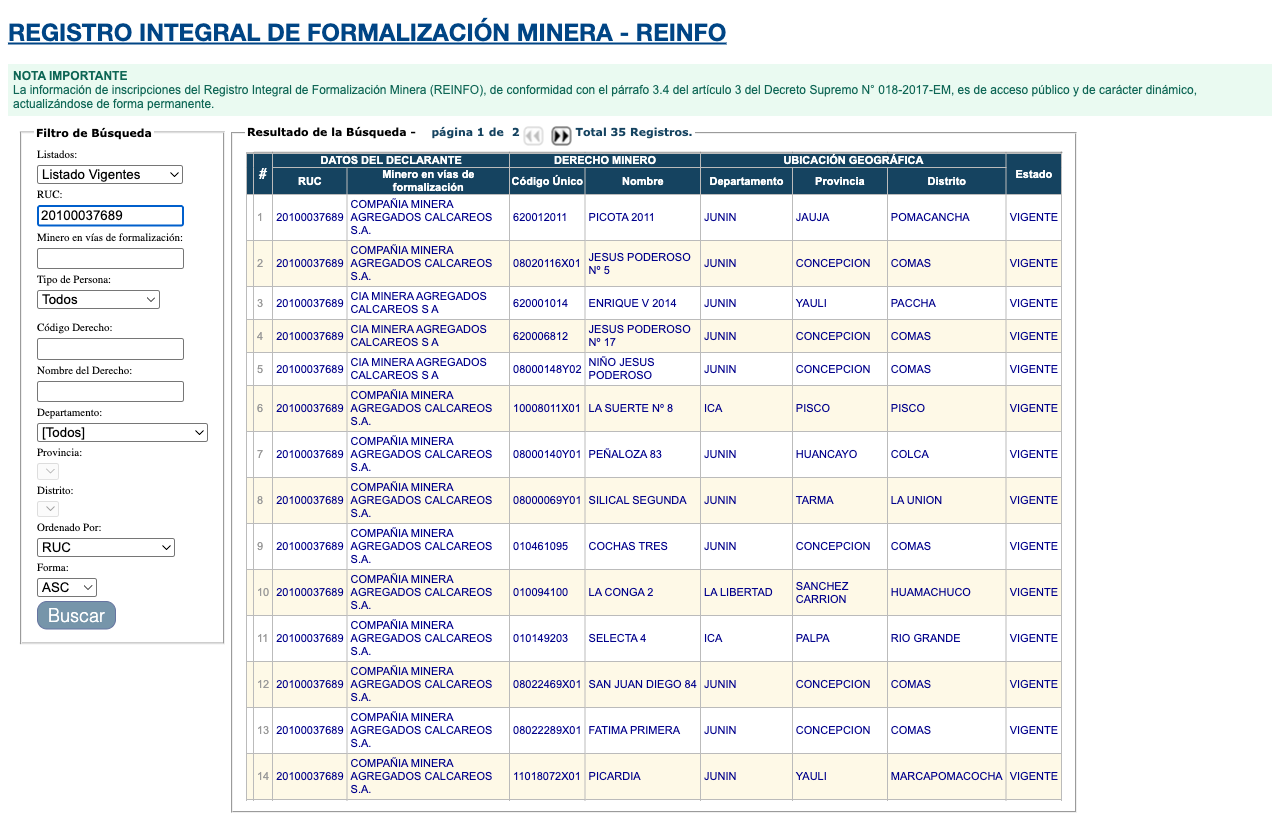 REGISTRO INTEGRAL DE FORMALIZACIÓN MINERA - REINFO
NOTA IMPORTANTE
La información de inscripciones del Registro Integral de Formalización Minera (REINFO), de conformidad con el párrafo 3.4 del artículo 3 del Decreto Supremo N° 018-2017-EM, es de acceso público y de carácter dinámico,
actualizándose de forma permanente.
Filtro de Búsqueda
Listados:
Listado Vigentes
RUC:
20100037689
Minero en vías de formalización:
Tipo de Persona:
Todos
Código Derecho:
Nombre del Derecho:
Departamento:
[Todos]
Provincia:
Distrito:
Ordenado Por:
RUC
Forma:
ASC
Buscar
Resultado de la Búsqueda - página 1 de 2 Total 35 Registros.
# DATOS DEL DECLARANTE DERECHO MINERO UBICACIÓN GEOGRÁFICA Estado
RUC Minero en vías de formalización Código Único Nombre Departamento Provincia Distrito
1 20100037689 COMPAÑIA MINERA AGREGADOS CALCAREOS S.A. 620012011 PICOTA 2011 JUNIN JAUJA POMACANCHA VIGENTE
2 20100037689 COMPAÑIA MINERA AGREGADOS CALCAREOS S.A. 08020116X01 JESUS PODEROSO Nº 5 JUNIN CONCEPCION COMAS VIGENTE
3 20100037689 CIA MINERA AGREGADOS CALCAREOS S A 620001014 ENRIQUE V 2014 JUNIN YAULI PACCHA VIGENTE
4 20100037689 CIA MINERA AGREGADOS CALCAREOS S A 620006812 JESUS PODEROSO Nº 17 JUNIN CONCEPCION COMAS VIGENTE
5 20100037689 CIA MINERA AGREGADOS CALCAREOS S A 08000148Y02 NIÑO JESUS PODEROSO JUNIN CONCEPCION COMAS VIGENTE
6 20100037689 COMPAÑIA MINERA AGREGADOS CALCAREOS S.A. 10008011X01 LA SUERTE Nº 8 ICA PISCO PISCO VIGENTE
7 20100037689 COMPAÑIA MINERA AGREGADOS CALCAREOS S.A. 08000140Y01 PEÑALOZA 83 JUNIN HUANCAYO COLCA VIGENTE
8 20100037689 COMPAÑIA MINERA AGREGADOS CALCAREOS S.A. 08000069Y01 SILICAL SEGUNDA JUNIN TARMA LA UNION VIGENTE
9 20100037689 COMPAÑIA MINERA AGREGADOS CALCAREOS S.A. 010461095 COCHAS TRES JUNIN CONCEPCION COMAS VIGENTE
10 20100037689 COMPAÑIA MINERA AGREGADOS CALCAREOS S.A. 010094100 LA CONGA 2 LA LIBERTAD SANCHEZ CARRION HUAMACHUCO VIGENTE
11 20100037689 COMPAÑIA MINERA AGREGADOS CALCAREOS S.A. 010149203 SELECTA 4 ICA PALPA RIO GRANDE VIGENTE
12 20100037689 COMPAÑIA MINERA AGREGADOS CALCAREOS S.A. 08022469X01 SAN JUAN DIEGO 84 JUNIN CONCEPCION COMAS VIGENTE
13 20100037689 COMPAÑIA MINERA AGREGADOS CALCAREOS S.A. 08022289X01 FATIMA PRIMERA JUNIN CONCEPCION COMAS VIGENTE
14 20100037689 COMPAÑIA MINERA AGREGADOS CALCAREOS S.A. 11018072X01 PICARDIA JUNIN YAULI MARCAPOMACOCHA VIGENTE